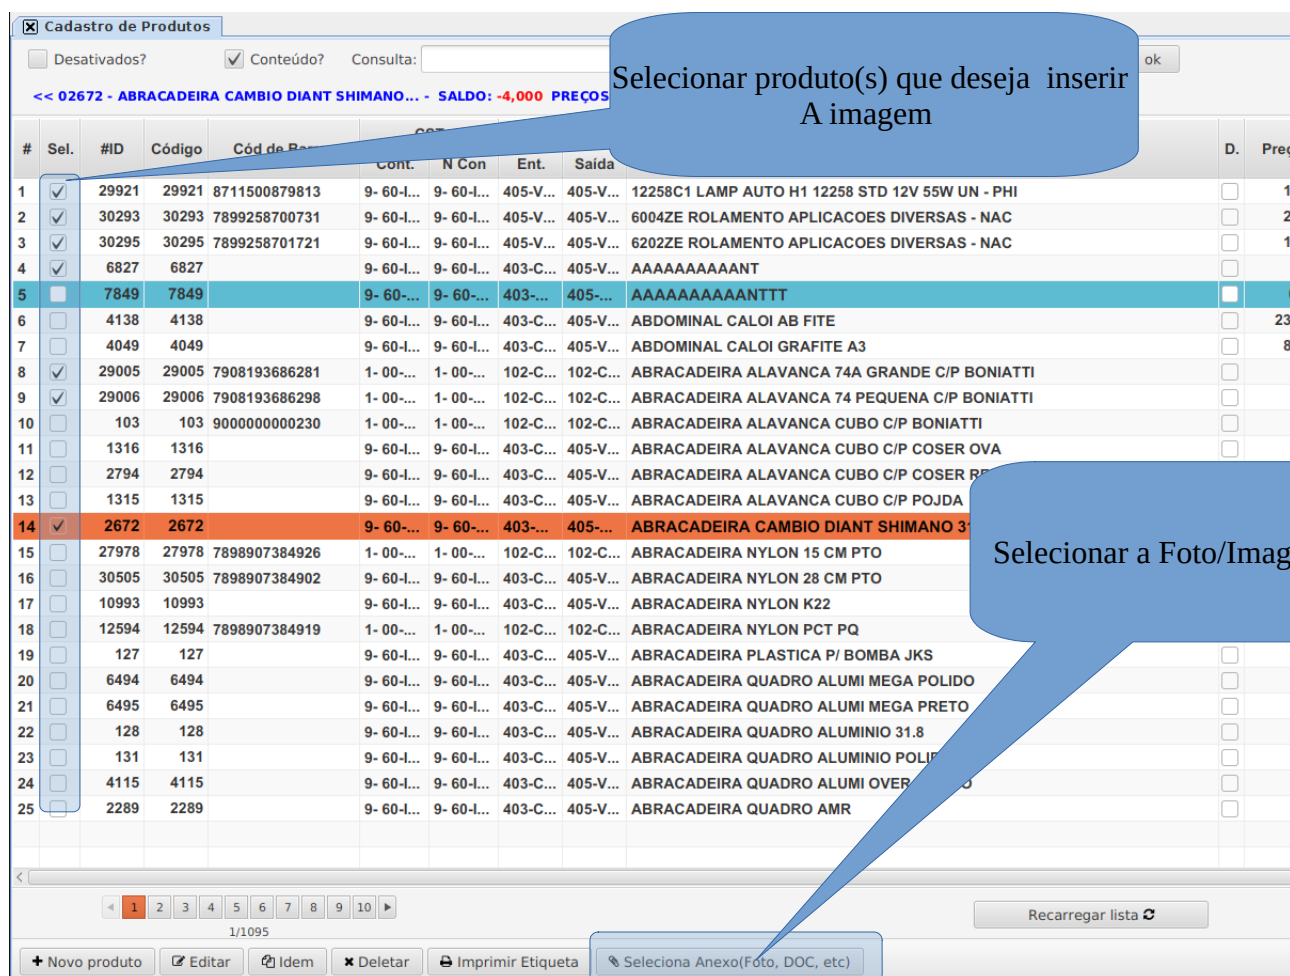 Cadastro de Produtos
Desativados? Conteúdo? Consulta: ok
Selecionar produto(s) que deseja inserir
A imagem
<< 02672 - ABRACADEIRA CAMBIO DIANT SHIMANO... - SALDO: -4,000 PREÇOS
# Sel. #ID Código Cód de D. 
Cont. N Con Ent. Saída
1 29921 29921 8711500879813 9- 60-I... 9- 60-I... 405-V... 405-V... 12258C1 LAMP AUTO H1 12258 STD 12V 55W UN - PHI
2 30293 30293 7899258700731 9- 60-I... 9- 60-I... 405-V... 405-V... 6004ZE ROLAMENTO APLICACOES DIVERSAS - NAC
3 30295 30295 7899258701721 9- 60-I... 9- 60-I... 405-V... 405-V... 6202ZE ROLAMENTO APLICACOES DIVERSAS - NAC
4 6827 6827 9- 60-I... 9- 60-I... 403-C... 405-V... AAAAAAAAAANT
5 7849 7849 9- 60-... 9- 60-... 403-... 405-... AAAAAAAAAANTTT
6 4138 4138 9- 60-I... 9- 60-I... 403-C... 405-V... ABDOMINAL CALOI AB FITE
7 4049 4049 9- 60-I... 9- 60-I... 403-C... 405-V... ABDOMINAL CALOI GRAFITE A3
8 29005 29005 7908193686281 1- 00-... 1- 00-... 102-C... 102-C... ABRACADEIRA ALAVANCA 74A GRANDE C/P BONIATTI
9 29006 29006 7908193686298 1- 00-... 1- 00-... 102-C... 102-C... ABRACADEIRA ALAVANCA 74 PEQUENA C/P BONIATTI
10 103 103 9000000000230 1- 00-... 1- 00-... 102-C... 102-C... ABRACADEIRA ALAVANCA CUBO C/P BONIATTI
11 1316 1316 9- 60-I... 9- 60-I... 403-C... 405-V... ABRACADEIRA ALAVANCA CUBO C/P COSER OVA
12 2794 2794 9- 60-I... 9- 60-I... 403-C... 405-V... ABRACADEIRA ALAVANCA CUBO C/P COSER
13 1315 1315 9- 60-I... 9- 60-I... 403-C... 405-V... ABRACADEIRA ALAVANCA CUBO C/P POJDA
14 2672 2672 9- 60-... 9- 60-... 403-... 405-... ABRACADEIRA CAMBIO DIANT SHIMANO
Selecionar a Foto/Imag
15 27978 27978 7898907384926 1- 00-... 1- 00-... 102-C... 102-C... ABRACADEIRA NYLON 15 CM PTO
16 30505 30505 7898907384902 9- 60-I... 9- 60-I... 403-C... 405-V... ABRACADEIRA NYLON 28 CM PTO
17 10993 10993 9- 60-I... 9- 60-I... 403-C... 405-V... ABRACADEIRA NYLON K22
18 12594 12594 7898907384919 1- 00-... 1- 00-... 102-C... 102-C... ABRACADEIRA NYLON PCT PQ
19 127 127 9- 60-I... 9- 60-I... 403-C... 405-V... ABRACADEIRA PLASTICA P/ BOMBA JKS
20 6494 6494 9- 60-I... 9- 60-I... 403-C... 405-V... ABRACADEIRA QUADRO ALUMI MEGA POLIDO
21 6495 6495 9- 60-I... 9- 60-I... 403-C... 405-V... ABRACADEIRA QUADRO ALUMI MEGA PRETO
22 128 128 9- 60-I... 9- 60-I... 403-C... 405-V... ABRACADEIRA QUADRO ALUMINIO 31.8
23 131 131 9- 60-I... 9- 60-I... 403-C... 405-V... ABRACADEIRA QUADRO ALUMINIO
24 4115 4115 9- 60-I... 9- 60-I... 403-C... 405-V... ABRACADEIRA QUADRO ALUMI OVER
25 2289 2289 9- 60-I... 9- 60-I... 403-C... 405-V... ABRACADEIRA QUADRO AMR
1 2 3 4 5 6 7 8 9 10
1/1095
Recarregar lista
Novo produto Editar Idem Deletar Imprimir Etiqueta Seleciona Anexo(Foto, DOC, etc)